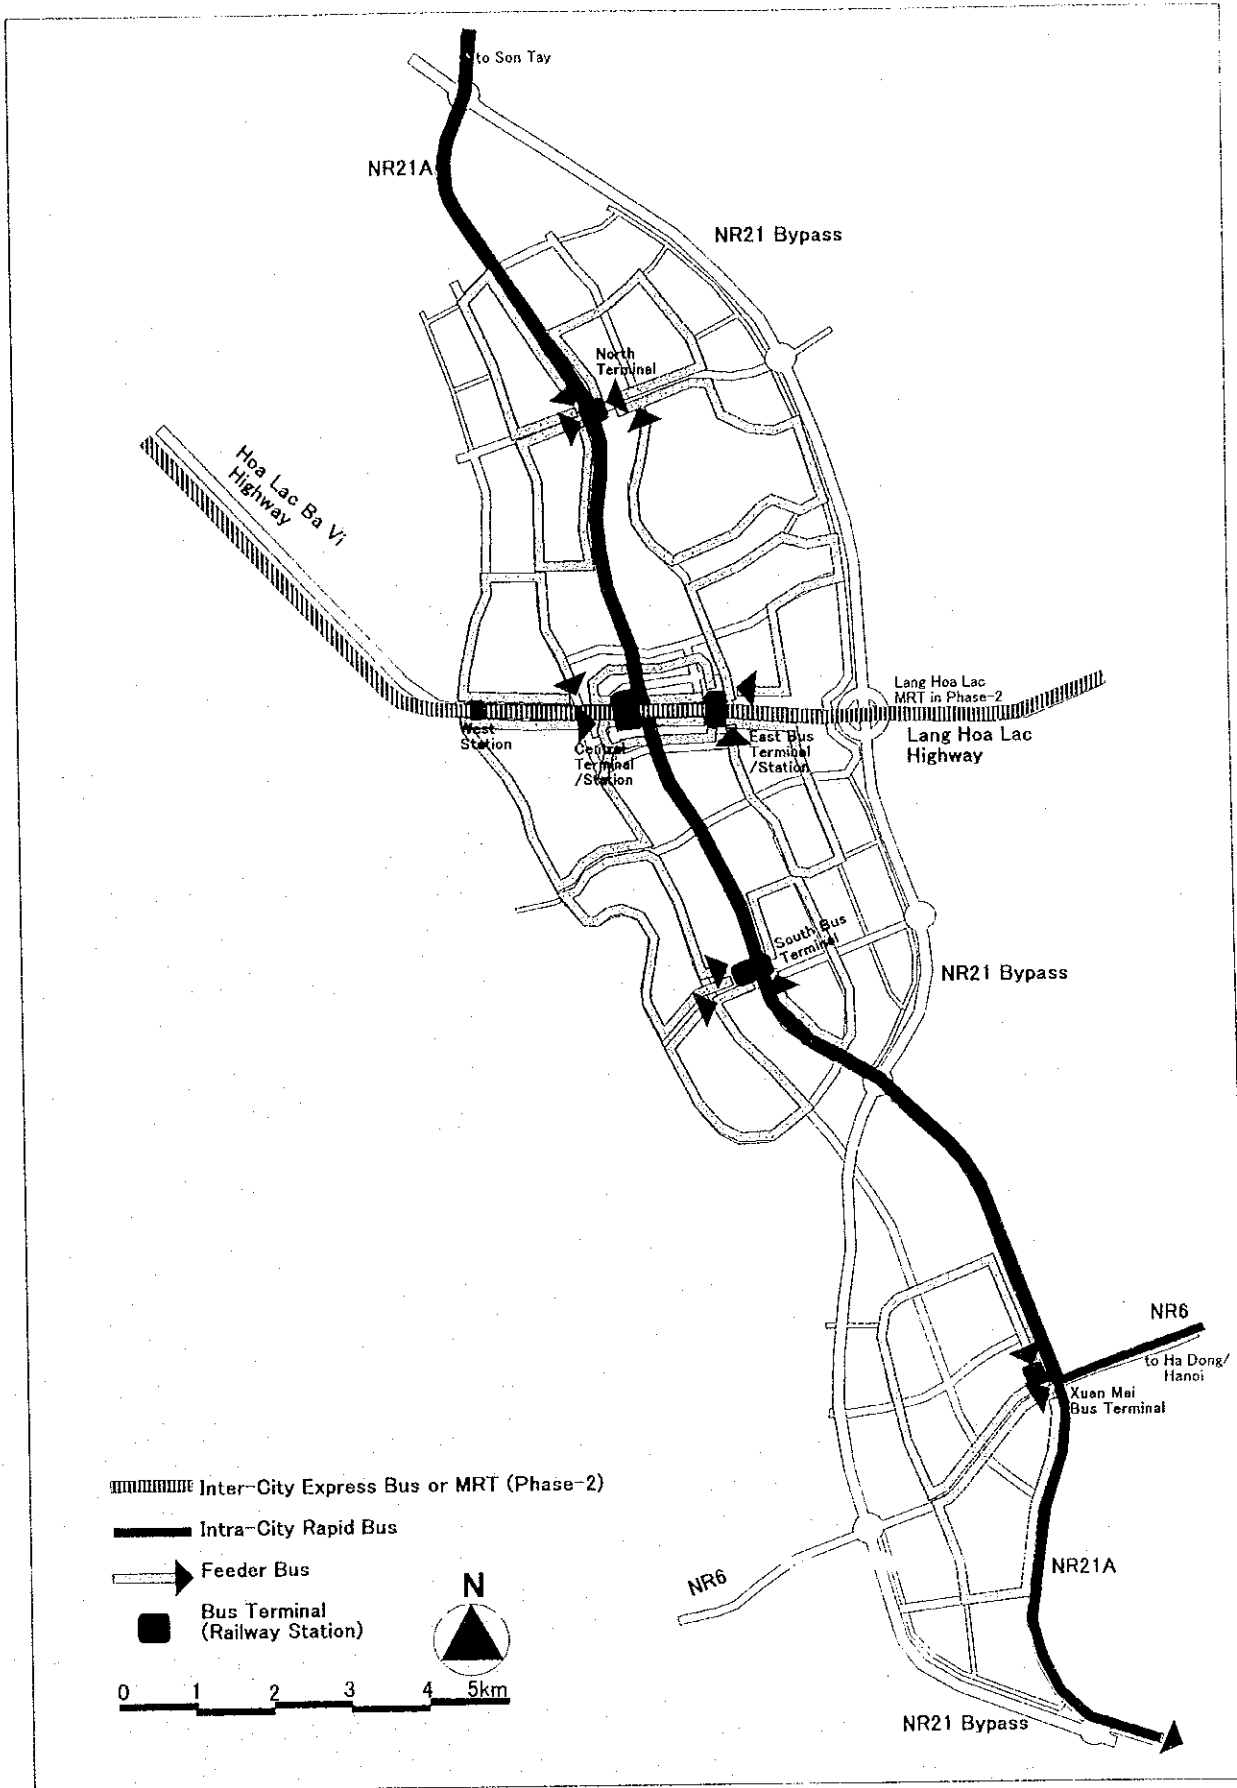 to Son Tay
NR21A
NR21 Bypass
North
Terminal
Hoa Lac Ba Vi
Highway
Lang Hoa Lac
MRT in Phase-2
Lang Hoa Lac
Highway
West
Station
Central
Terminal
/Station
East Bus
Terminal
/Station
South Bus
Terminal
NR21 Bypass
NR6
to Ha Dong/
Hanoi
Xuan Mai
Bus Terminal
Inter-City Express Bus or MRT (Phase-2)
Intra-City Rapid Bus
Feeder Bus
Bus Terminal
(Railway Station)
N
0 1 2 3 4 5km
NR6
NR21A
NR21 Bypass